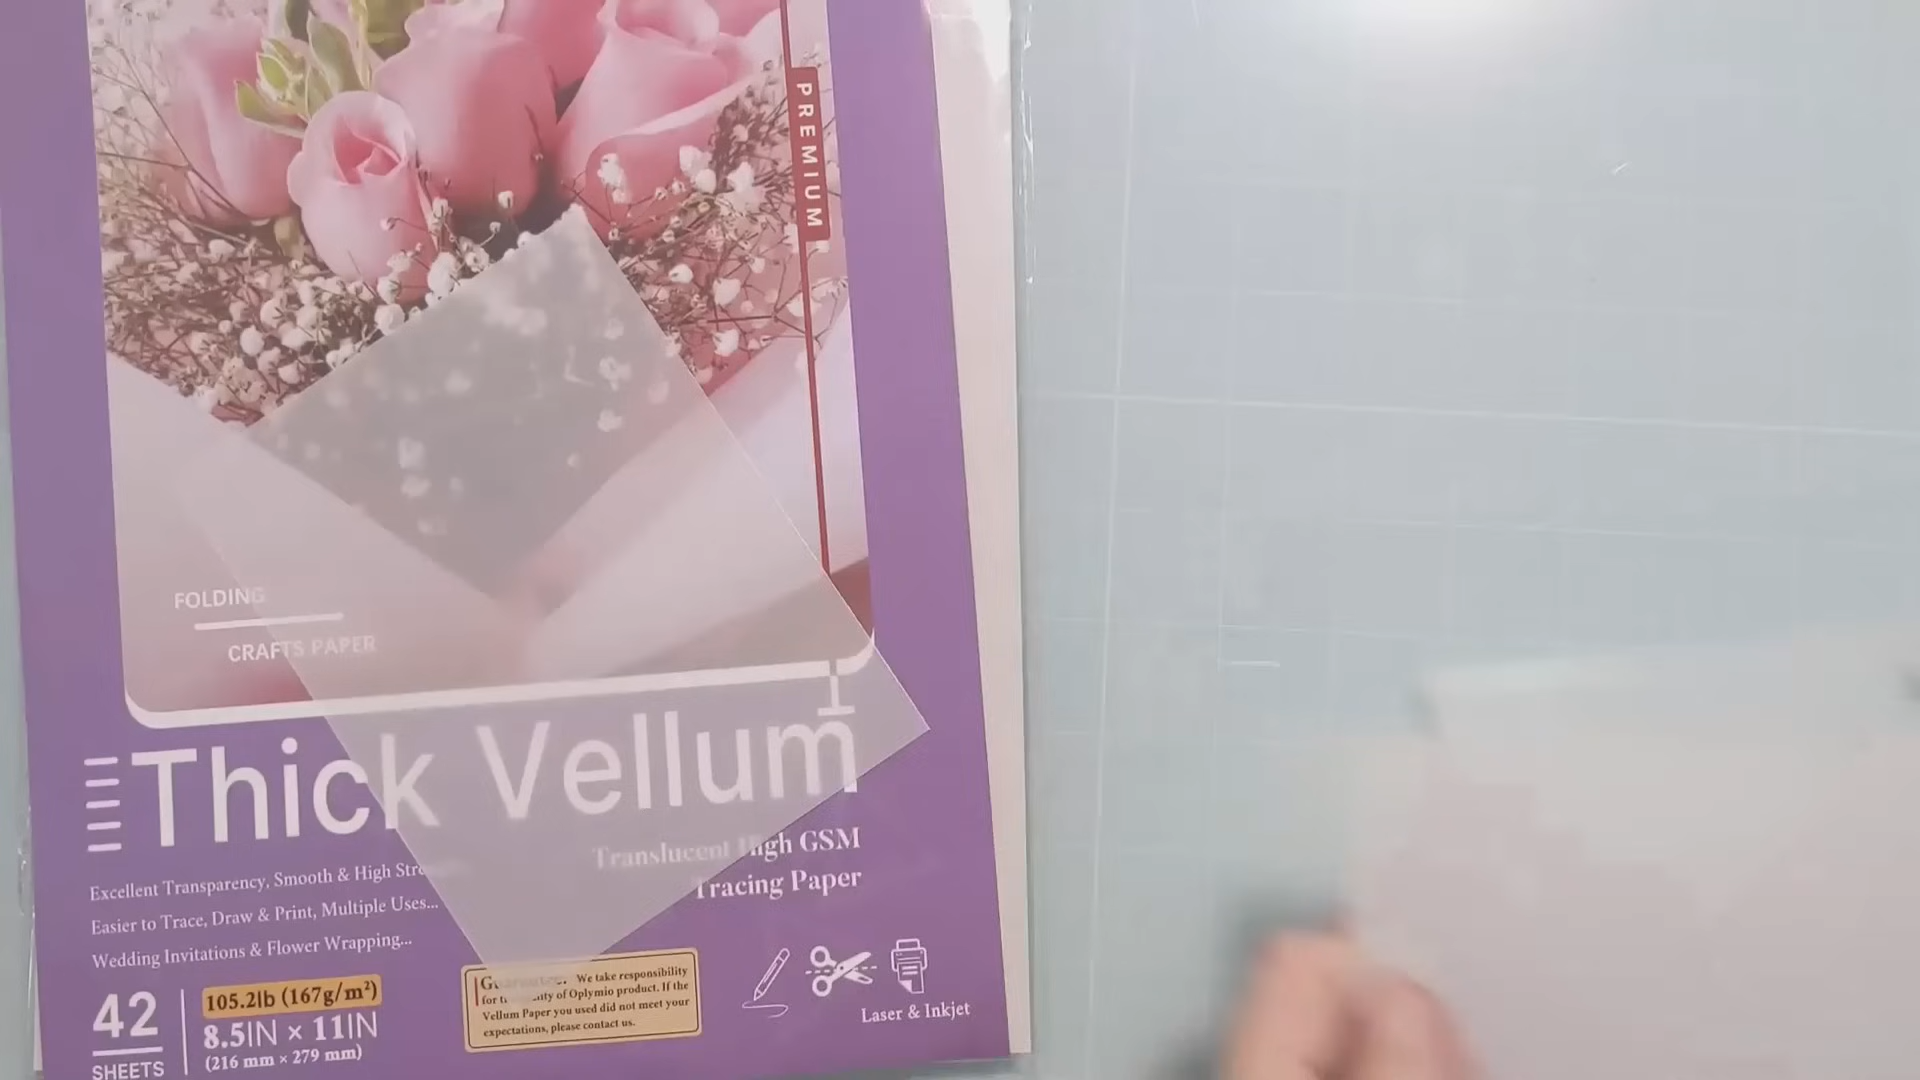 PREMIUM
FOLDING
CRAFTS PAPER
Thick Vellum
Translucent High GSM
Tracing Paper
Excellent Transparency, Smooth & High
Easier to Trace, Draw & Print, Multiple Uses...
Wedding Invitations & Flower Wrapping...
42
SHEETS
105.2lb (167g/m²)
8.5IN × 11IN
(216 mm × 279 mm)
Guarantee: We take responsibility
for of Oplymio product. If the
Vellum Paper you used did not meet your
expectations, please contact us.
Laser & Inkjet